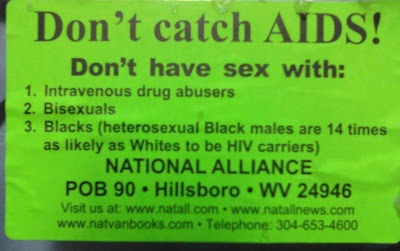 Don't catch AIDS!
Don't have sex with:
1. Intravenous drug abusers
2. Bisexuals
3. Blacks (heterosexual Black males are 14 times
as likely as Whites to be HIV carriers)
NATIONAL ALLIANCE
POB 90 • Hillsboro • WV 24946
Visit us at: www.natall.com • www.natallnews.com
www.natvanbooks.com • Telephone: 304-653-4600